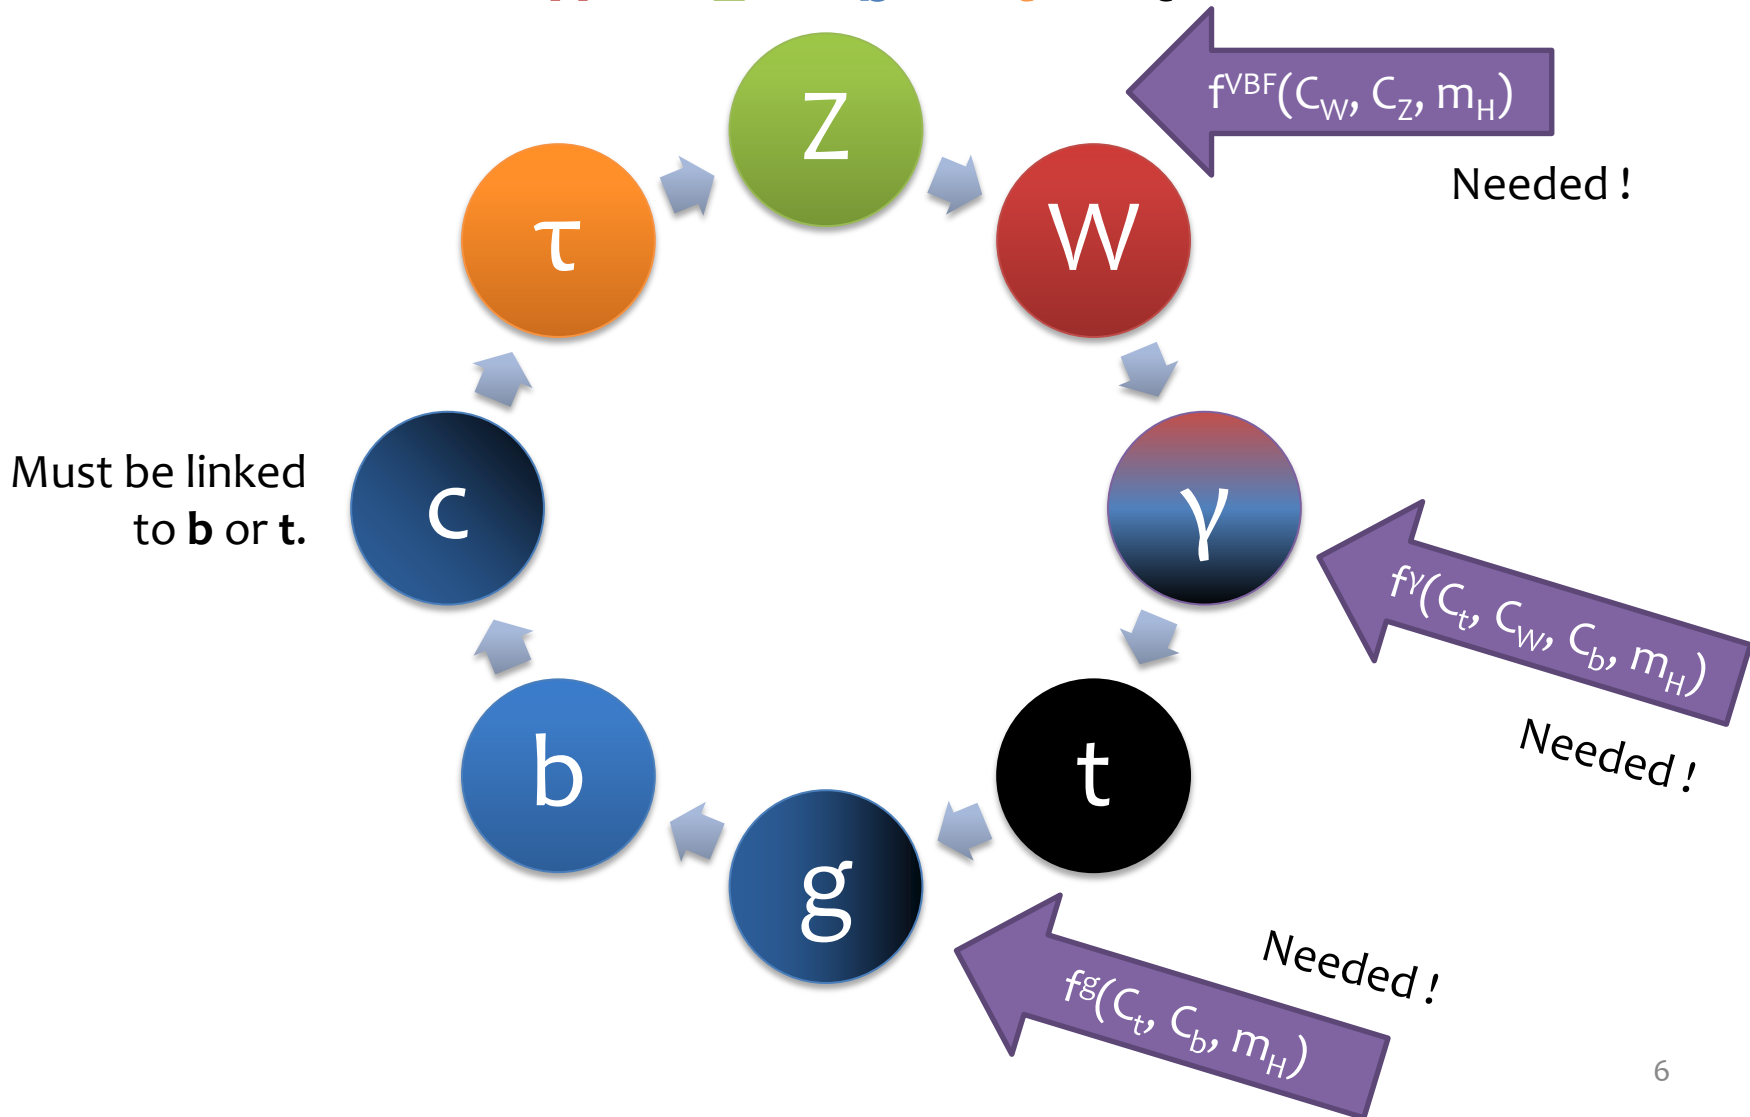 Z
f^VBF(C_W, C_Z, m_H)
Needed !
τ
W
Must be linked
to b or t.
c
γ
f^γ(C_t, C_W, C_b, m_H)
Needed !
b
t
g
Needed !
f^g(C_t, C_b, m_H)
6